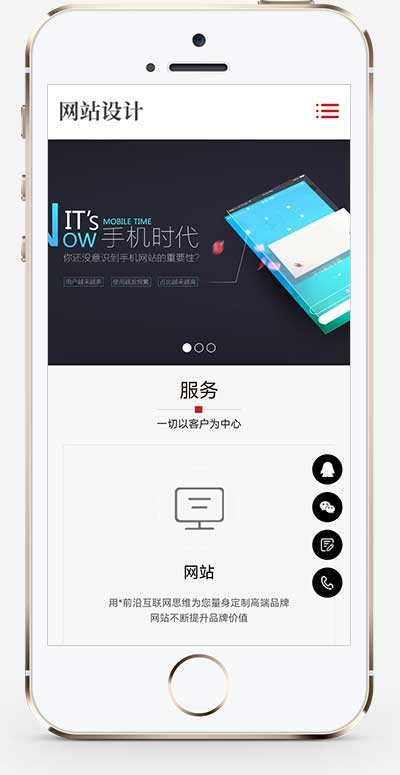 网站设计
IT's
MOBILE TIME
NOW 手机时代
你还没意识到手机网站的重要性?
用户越来越多 使用越发频繁 占比越来越高
服务
一切以客户为中心
网站
用*前沿互联网思维为您量身定制高端品牌
网站不断提升品牌价值